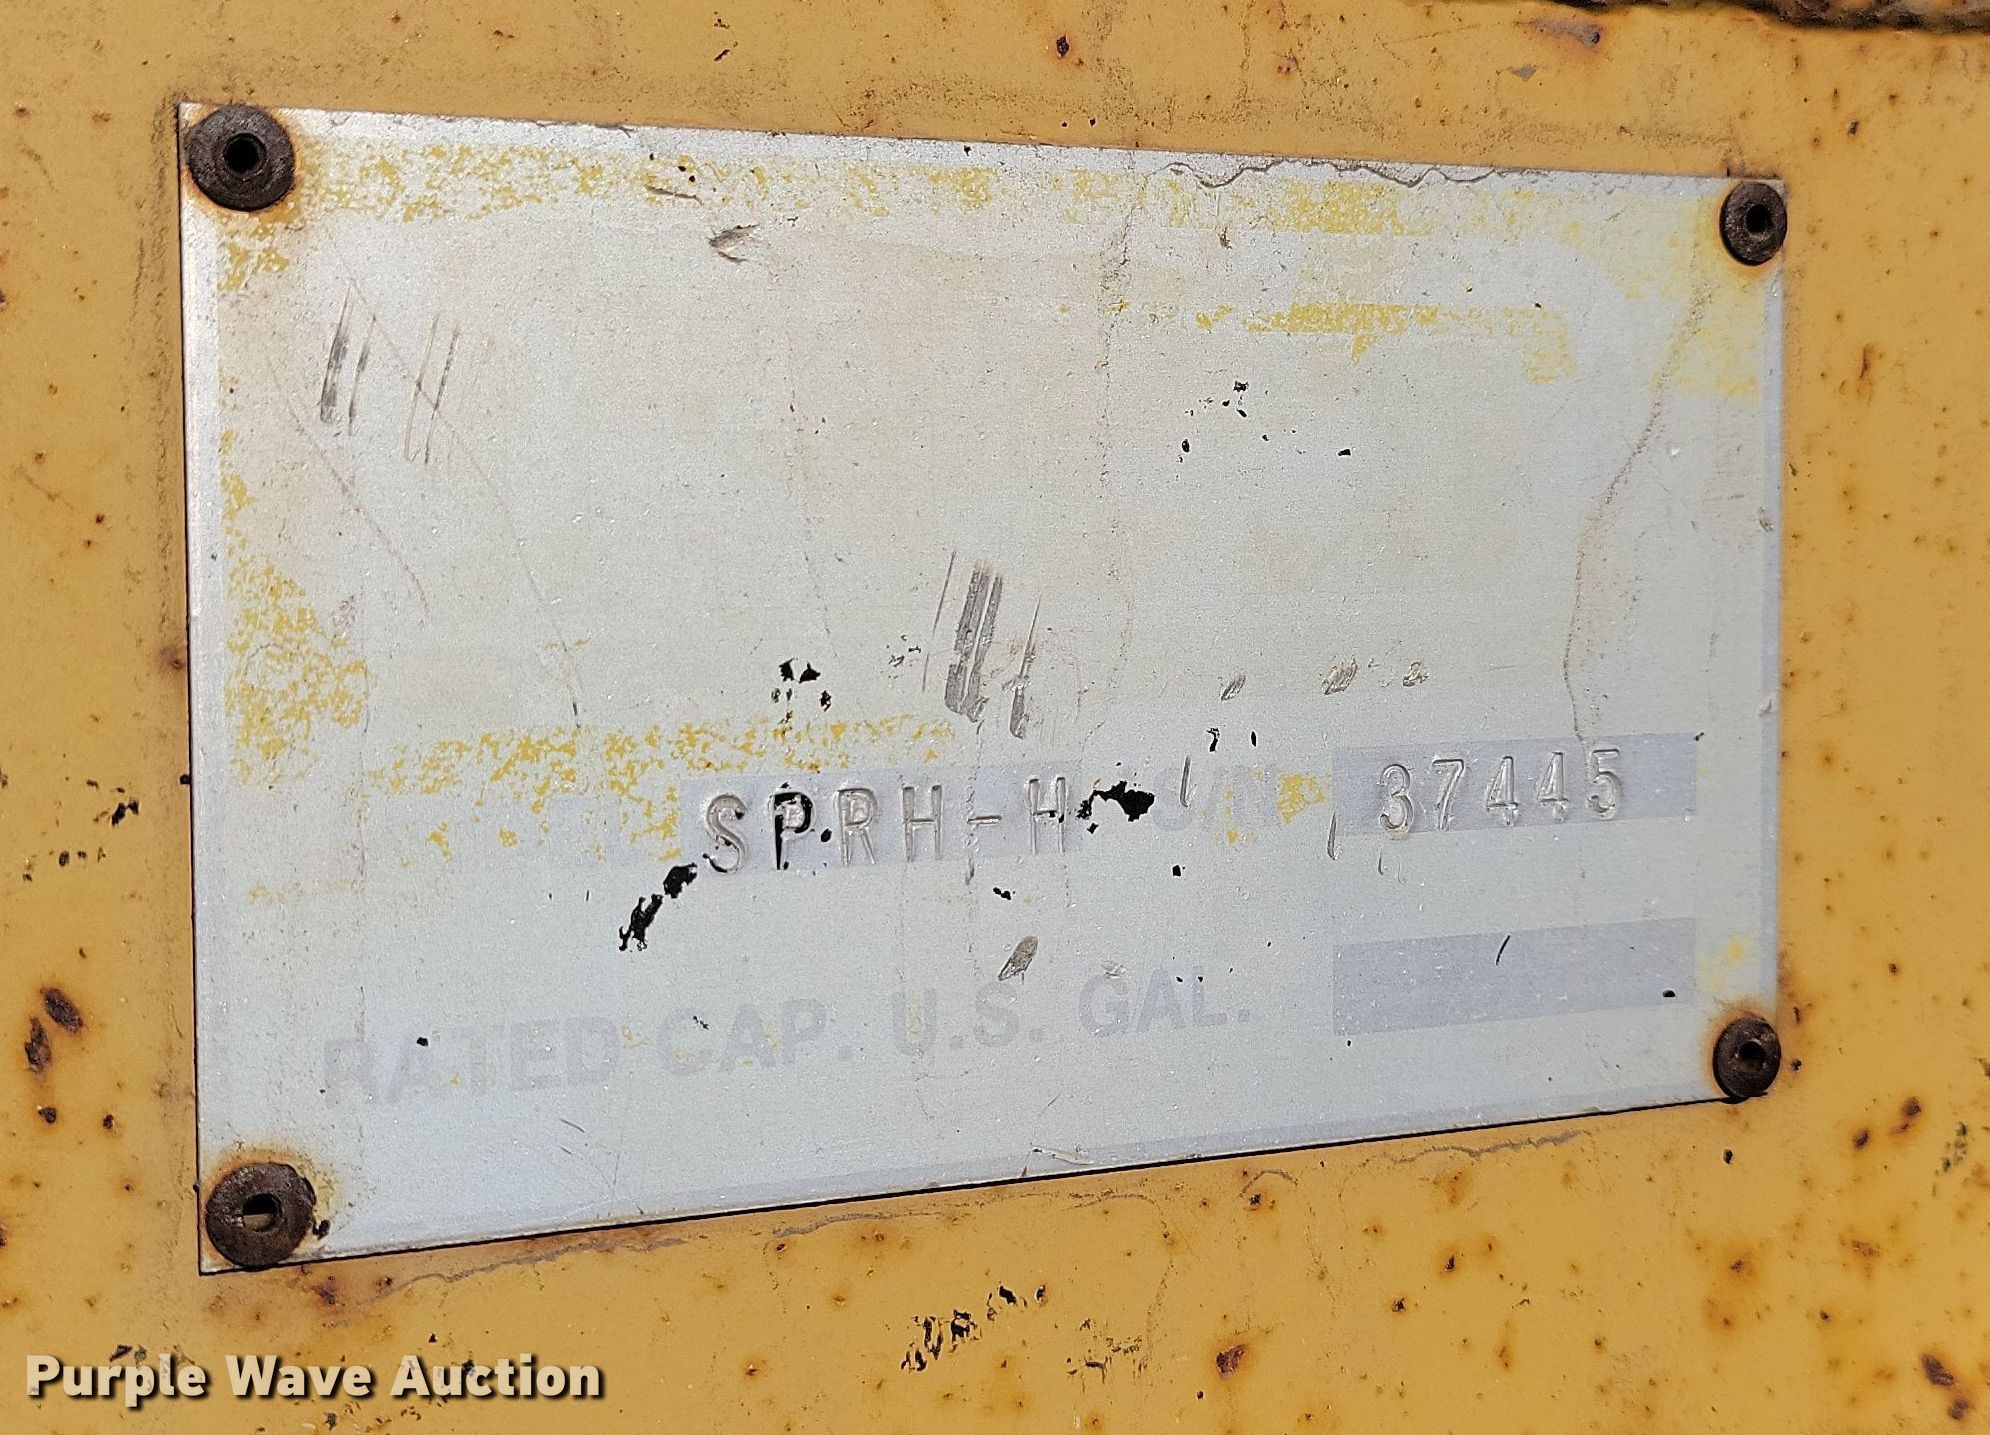 SPRH-H S/N 37445
RATED CAP. U.S. GAL.
Purple Wave Auction